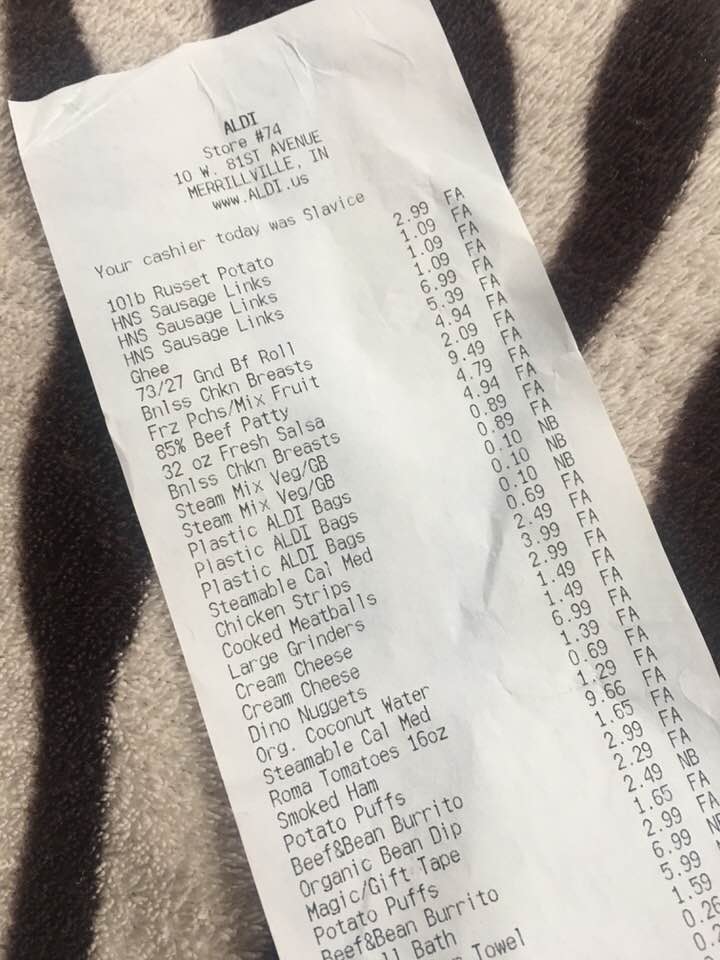 ALDI
Store #74
10 W. 81ST AVENUE
MERRILLVILLE, IN
www.ALDI.us
Your cashier today was Slavice
10lb Russet Potato 2.99 FA
HNS Sausage Links 1.09 FA
HNS Sausage Links 1.09 FA
HNS Sausage Links 1.09 FA
Ghee 6.99 FA
73/27 Gnd Bf Roll 5.39 FA
Bnlss Chkn Breasts 4.94 FA
Frz Pchs/Mix Fruit 2.09 FA
85% Beef Patty 9.49 FA
32 oz Fresh Salsa 4.79 FA
Bnlss Chkn Breasts 4.94 FA
Steam Mix Veg/GB 0.89 FA
Steam Mix Veg/GB 0.89 FA
Plastic ALDI Bags 0.10 NB
Plastic ALDI Bags 0.10 NB
Plastic ALDI Bags 0.10 NB
Steamable Cal Med 0.69 FA
Chicken Strips 2.49 FA
Cooked Meatballs 3.99 FA
Large Grinders 2.99 FA
Cream Cheese 1.49 FA
Cream Cheese 1.49 FA
Dino Nuggets 6.99 FA
Org. Coconut Water 1.39 FA
Steamable Cal Med 0.69 FA
Roma Tomatoes 16oz 1.29 FA
Smoked Ham 9.66 FA
Potato Puffs 1.65 FA
Beef&Bean Burrito 2.99 FA
Organic Bean Dip 2.29 FA
Magic/Gift Tape 2.49 NB
Potato Puffs 1.65 FA
Beef&Bean Burrito 2.99 FA
Bath 6.99
Towel 5.99
1.59
0.26